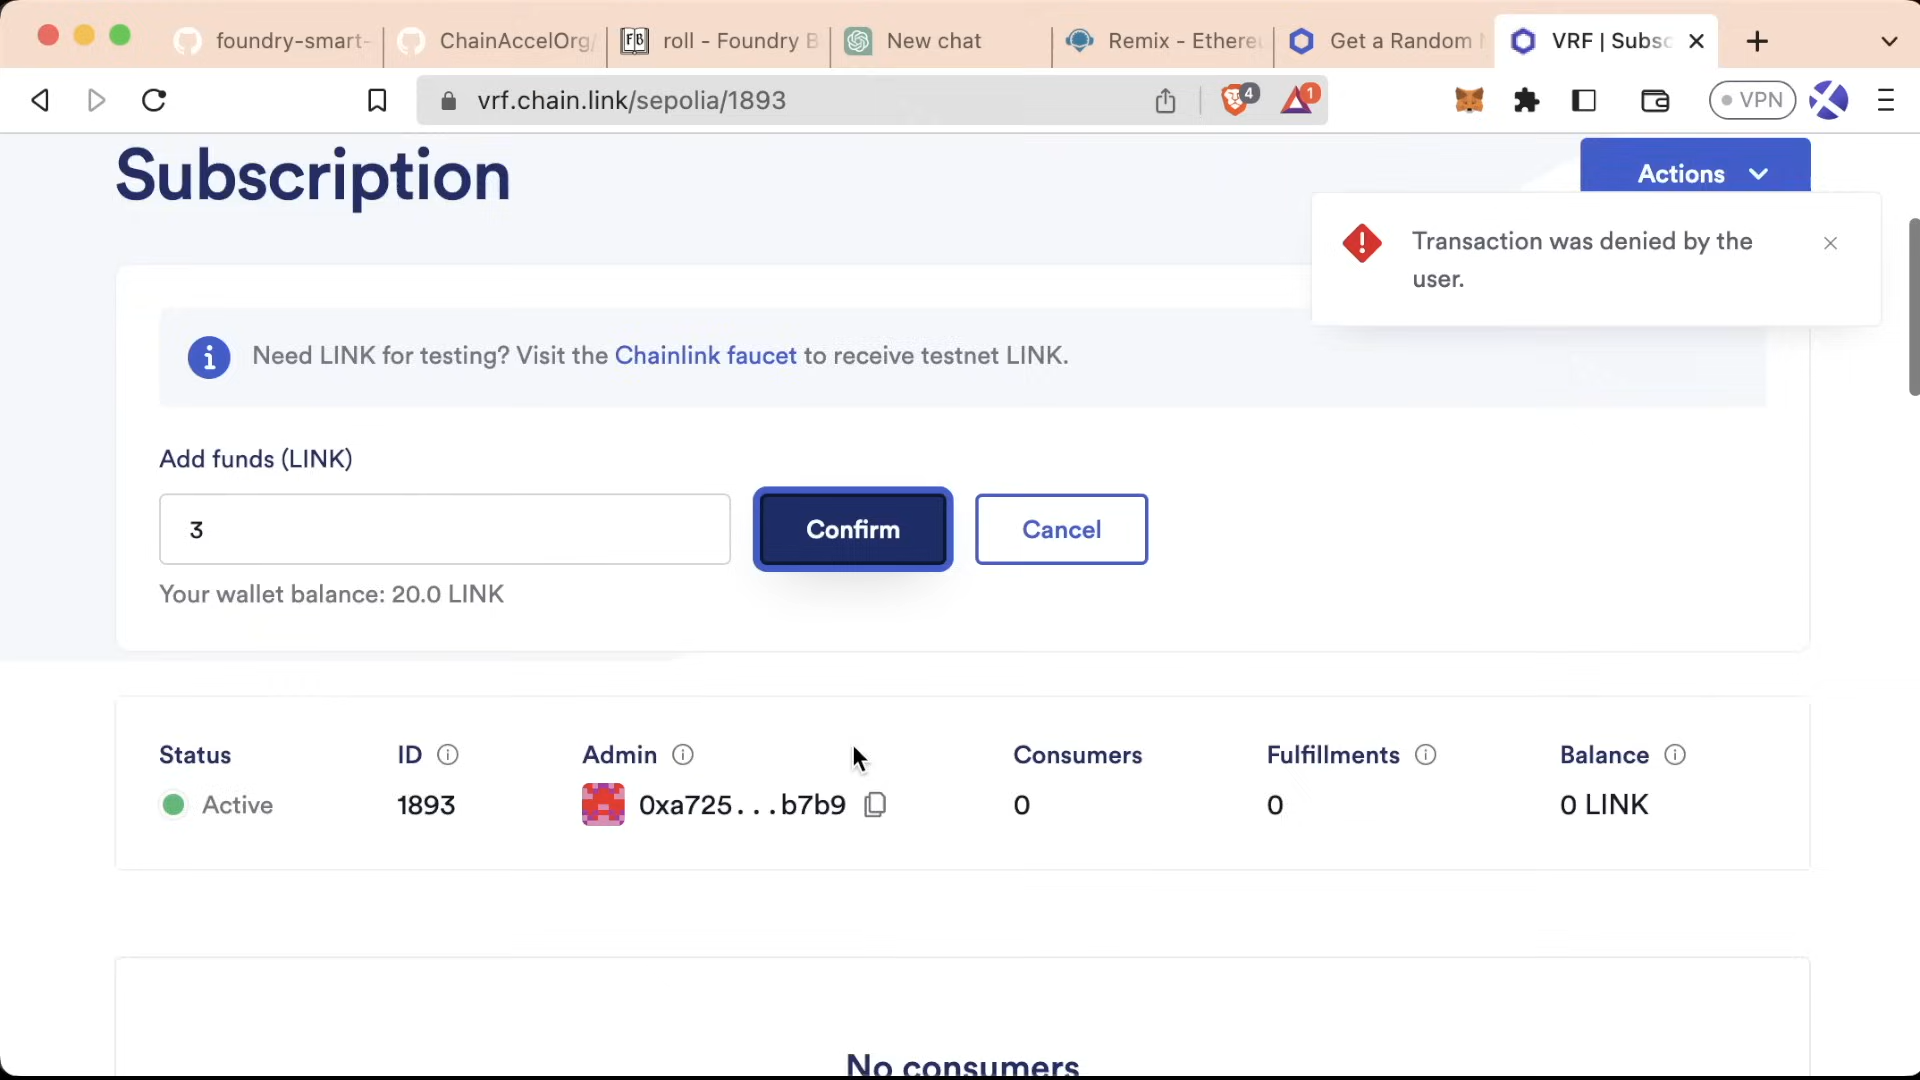 foundry-smart-
ChainAccelOrg/
roll - Foundry B
New chat
Remix - Ethere
Get a Random
VRF | Subsc
vrf.chain.link/sepolia/1893
4
1
VPN
Subscription
Actions
Transaction was denied by the
user.
Need LINK for testing? Visit the Chainlink faucet to receive testnet LINK.
Add funds (LINK)
3
Confirm
Cancel
Your wallet balance: 20.0 LINK
Status
ID
Admin
Consumers
Fulfillments
Balance
Active
1893
0xa725...b7b9
0
0
0 LINK
No consumers